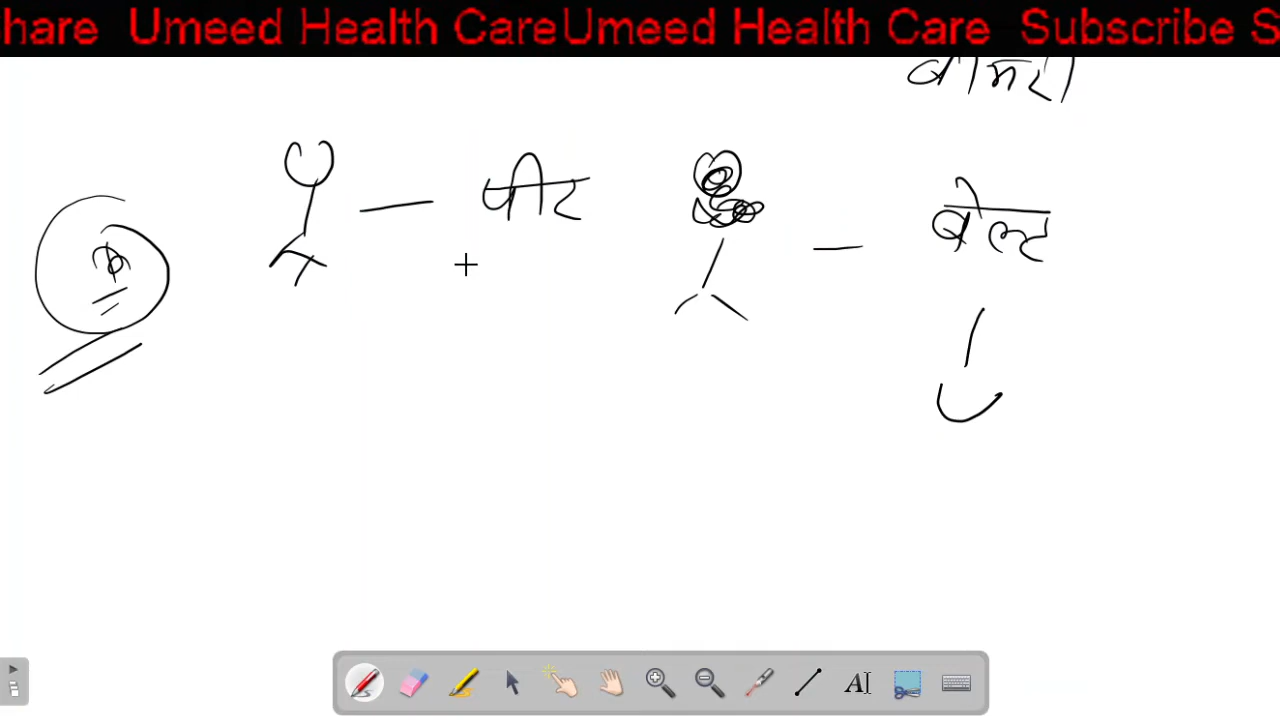 hare Umeed Health CareUmeed Health Care Subscribe S
पीट
बेल्ट